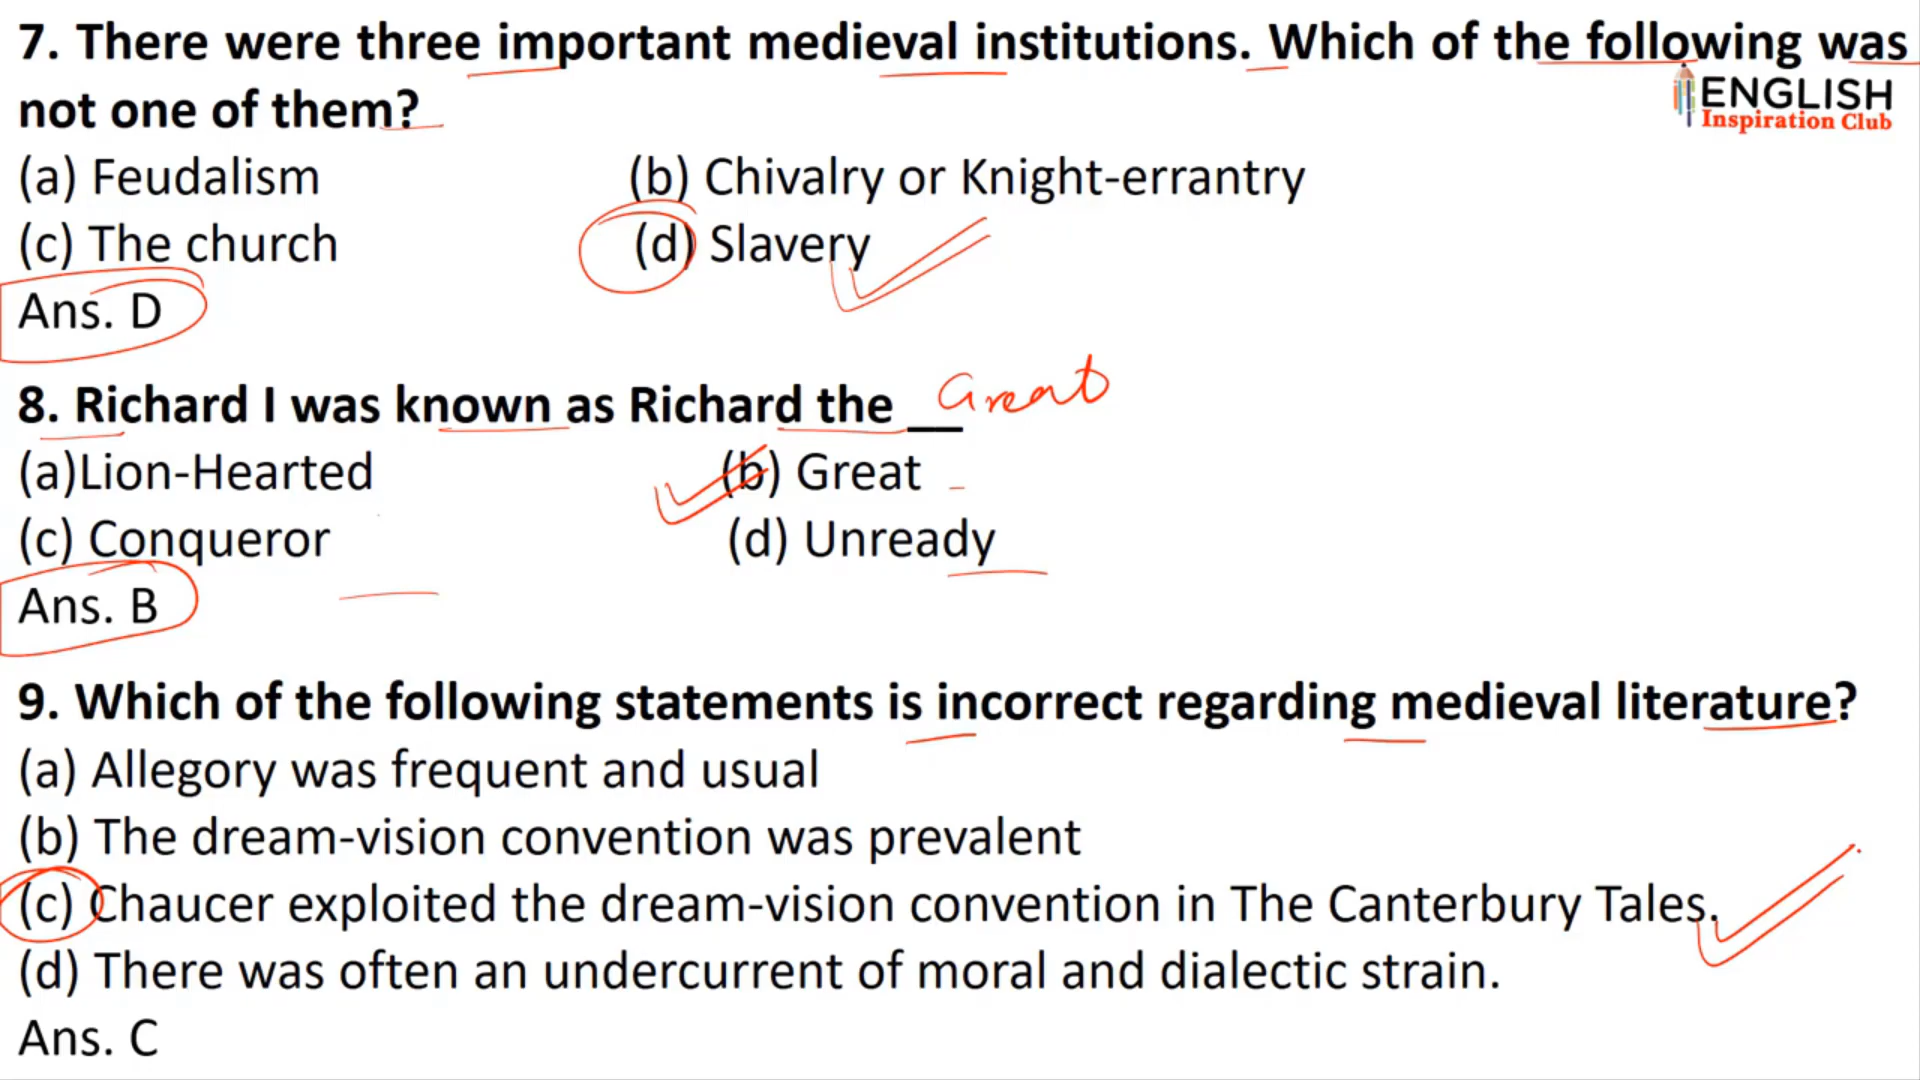 7. There were three important medieval institutions. Which of the following was
ENGLISH
Inspiration Club
not one of them?
(a) Feudalism (b) Chivalry or Knight-errantry
(c) The church (d) Slavery
Ans. D
8. Richard I was known as Richard the __ Great
(a)Lion-Hearted (b) Great
(c) Conqueror (d) Unready
Ans. B
9. Which of the following statements is incorrect regarding medieval literature?
(a) Allegory was frequent and usual
(b) The dream-vision convention was prevalent
(c) Chaucer exploited the dream-vision convention in The Canterbury Tales.
(d) There was often an undercurrent of moral and dialectic strain.
Ans. C